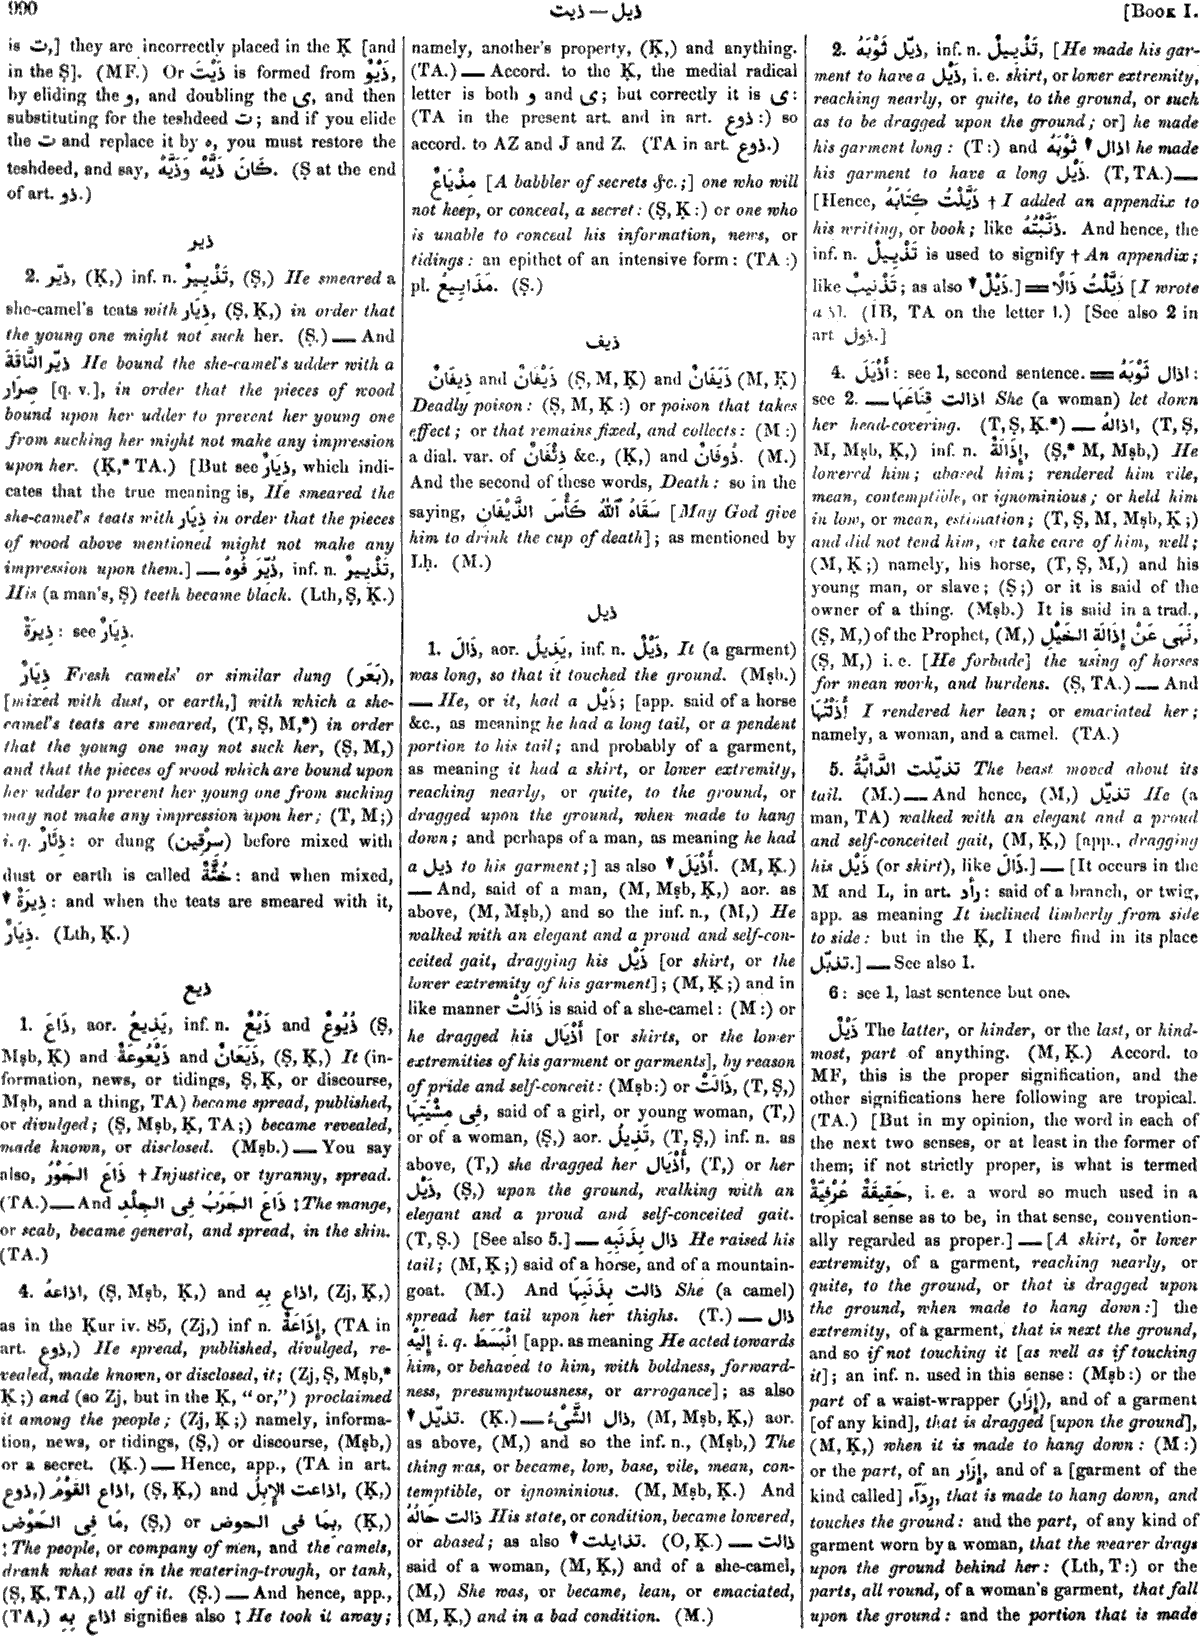 990
ذيل — ذيت
[Book I.
is ت,] they are incorrectly placed in the Ḳ [and
in the Ṣ]. (MF.) Or ذَيْتَ is formed from ذَيْوٌ,
by eliding the و, and doubling the ى, and then
substituting for the teshdeed ت; and if you elide
the ت and replace it by ه, you must restore the
teshdeed, and say, كَانَ ذَيَّهْ وَذَيَّهْ. (Ṣ at the end
of art. ذو.)
ذير
2. ذيّر, (Ḳ,) inf. n. تَذْيِيرٌ, (Ṣ,) He smeared a
she-camel's teats with ذِيَار, (Ṣ, Ḳ,) in order that
the young one might not suck her. (Ṣ.) — And
ذيّر النَّاقَةَ He bound the she-camel's udder with a
صِرَار [q. v.], in order that the pieces of wood
bound upon her udder to prevent her young one
from sucking her might not make any impression
upon her. (Ḳ,* TA.) [But see ذِيَارٌ, which indi-
cates that the true meaning is, He smeared the
she-camel's teats with ذِيَار in order that the pieces
of wood above mentioned might not make any
impression upon them.] — ذُيِّرَ فُوهُ, inf. n. تَذْيِيرٌ,
His (a man's, Ṣ) teeth became black. (Lth, Ṣ, Ḳ.)
ذِيرَةٌ: see ذِيَارٌ.
ذِيَارٌ Fresh camels' or similar dung (بَعَر),
[mixed with dust, or earth,] with which a she-
camel's teats are smeared, (T, Ṣ, M,*) in order
that the young one may not suck her, (Ṣ, M,)
and that the pieces of wood which are bound upon
her udder to prevent her young one from sucking
may not make any impression upon her; (T, M;)
i. q. ذِئَارٌ: or dung (سِرْقِين) before mixed with
dust or earth is called خُثَّةٌ: and when mixed,
▼ذِيرَةٌ: and when the teats are smeared with it,
ذِيَارٌ. (Lth, Ḳ.)
ذيع
1. ذَاعَ, aor. يَذِيعُ, inf. n. ذَيْعٌ and ذُيُوعٌ (Ṣ,
Mṣb, Ḳ) and ذَيْعُوعَةٌ and ذَيَعَانٌ, (Ṣ, Ḳ,) It (in-
formation, news, or tidings, Ṣ, Ḳ, or discourse,
Mṣb, and a thing, TA) became spread, published,
or divulged; (Ṣ, Mṣb, Ḳ, TA;) became revealed,
made known, or disclosed. (Mṣb.) — You say
also, ذَاعَ الجَوْرُ † Injustice, or tyranny, spread.
(TA.) — And ذَاعَ الجَرَبُ فِى الجِلْدِ ‡ The mange,
or scab, became general, and spread, in the skin.
(TA.)
4. اذاعهُ, (Ṣ, Mṣb, Ḳ,) and اذاع بِهِ, (Zj, Ḳ,)
as in the Ḳur iv. 85, (Zj,) inf n. إِذَاعَةٌ, (TA in
art. ذوع,) He spread, published, divulged, re-
vealed, made known, or disclosed, it; (Zj, Ṣ, Mṣb,*
Ḳ;) and (so Zj, but in the Ḳ, "or,") proclaimed
it among the people; (Zj, Ḳ;) namely, informa-
tion, news, or tidings, (Ṣ,) or discourse, (Mṣb,)
or a secret. (Ḳ.) — Hence, app., (TA in art.
ذوع,) اذاع القَوْمُ, (Ṣ, Ḳ,) and اذاعت الإِبِلُ, (Ḳ,)
مَا فِى الحَوْضِ, (Ṣ,) or بِمَا فى الحوض, (Ḳ,)
‡ The people, or company of men, and the camels,
drank what was in the watering-trough, or tank,
(Ṣ, Ḳ, TA,) all of it. (Ṣ.) — And hence, app.,
(TA,) اذاع بِهِ signifies also ‡ He took it away;
namely, another's property, (Ḳ,) and anything.
(TA.) — Accord. to the Ḳ, the medial radical
letter is both و and ى; but correctly it is ى:
(TA in the present art. and in art. ذوع:) so
accord. to AZ and J and Z. (TA in art. ذوع.)
مِذْيَاعٌ [A babbler of secrets &c.;] one who will
not keep, or conceal, a secret: (Ṣ, Ḳ:) or one who
is unable to conceal his information, news, or
tidings: an epithet of an intensive form: (TA:)
pl. مَذَايِيعُ. (Ṣ.)
ذيف
ذِيفَانٌ and ذَيْفَانٌ (Ṣ, M, Ḳ) and ذَيَفَانٌ (M, Ḳ)
Deadly poison: (Ṣ, M, Ḳ:) or poison that takes
effect; or that remains fixed, and collects: (M:)
a dial. var. of ذِئْفَانٌ &c., (Ḳ,) and ذُوفَانٌ. (M.)
And the second of these words, Death: so in the
saying, سَقَاهُ ٱللّٰهُ كَأْسَ الذَّيْفَانِ [May God give
him to drink the cup of death]; as mentioned by
Lḥ. (M.)
ذيل
1. ذَالَ, aor. يَذِيلُ, inf. n. ذَيْلٌ, It (a garment)
was long, so that it touched the ground. (Mṣb.)
— He, or it, had a ذَيْل; [app. said of a horse
&c., as meaning he had a long tail, or a pendent
portion to his tail; and probably of a garment,
as meaning it had a skirt, or lower extremity,
reaching nearly, or quite, to the ground, or
dragged upon the ground, when made to hang
down; and perhaps of a man, as meaning he had
a ذيل to his garment;] as also ▼أَذْيَلَ. (M, Ḳ.)
— And, said of a man, (M, Mṣb, Ḳ,) aor. as
above, (M, Mṣb,) and so the inf. n., (M,) He
walked with an elegant and a proud and self-con-
ceited gait, dragging his ذَيْل [or skirt, or the
lower extremity of his garment]; (M, Ḳ;) and in
like manner ذَالَتْ is said of a she-camel: (M:) or
he dragged his أَذْيَال [or skirts, or the lower
extremities of his garment or garments], by reason
of pride and self-conceit: (Mṣb:) or ذَالَتْ, (T, Ṣ,)
فِى مِشْيَتِهَا, said of a girl, or young woman, (T,)
or of a woman, (Ṣ,) aor. تَذِيلُ, (T, Ṣ,) inf. n. as
above, (T,) she dragged her أَذْيَال, (T,) or her
ذَيْل, (Ṣ,) upon the ground, walking with an
elegant and a proud and self-conceited gait.
(T, Ṣ.) [See also 5.] — ذال بِذَنَبِهِ He raised his
tail; (M, Ḳ;) said of a horse, and of a mountain-
goat. (M.) And ذالت بِذَنَبِهَا She (a camel)
spread her tail upon her thighs. (T.) — ذال
إِلَيْهِ i. q. انْبَسَطَ [app. as meaning He acted towards
him, or behaved to him, with boldness, forward-
ness, presumptuousness, or arrogance]; as also
▼تذيّل. (Ḳ.) — ذال الشَّىْءُ, (M, Mṣb, Ḳ,) aor.
as above, (M,) and so the inf. n., (Mṣb,) The
thing was, or became, low, base, vile, mean, con-
temptible, or ignominious. (M, Mṣb, Ḳ.) And
ذالت حَالُهُ His state, or condition, became lowered,
or abased; as also ▼تذايلت. (O, Ḳ.) — ذالت
said of a woman, (M, Ḳ,) and of a she-camel,
(M,) She was, or became, lean, or emaciated,
(M, Ḳ,) and in a bad condition. (M.)
2. ذيّل ثَوْبَهُ, inf. n. تَذْيِيلٌ, [He made his gar-
ment to have a ذَيْل, i. e. skirt, or lower extremity,
reaching nearly, or quite, to the ground, or such
as to be dragged upon the ground; or] he made
his garment long: (T:) and ▼اذال ثَوْبَهُ he made
his garment to have a long ذَيْل. (T, TA.) —
[Hence, ذَيَّلْتُ كِتَابَهُ † I added an appendix to
his writing, or book; like ذَنَّبْتُهُ. And hence, the
inf. n. تَذْيِيلٌ is used to signify † An appendix;
like تَذْنِيبٌ; as also ▼ذَيْلٌ.] = ذَيَّلْتُ ذَالًا [I wrote
a ذ]. (IB, TA on the letter ا.) [See also 2 in
art. ذول.]
4. أَذْيَلَ: see 1, second sentence. = اذال ثَوْبَهُ:
see 2. — اذالت قِنَاعَهَا She (a woman) let down
her head-covering. (T, Ṣ, Ḳ.*) — اذالهُ, (T, Ṣ,
M, Mṣb, Ḳ,) inf. n. إِذَالَةٌ, (Ṣ,* M, Mṣb,) He
lowered him; abased him; rendered him vile,
mean, contemptible, or ignominious; or held him
in low, or mean, estimation; (T, Ṣ, M, Mṣb, Ḳ;)
and did not tend him, or take care of him, well;
(M, Ḳ;) namely, his horse, (T, Ṣ, M,) and his
young man, or slave; (Ṣ;) or it is said of the
owner of a thing. (Mṣb.) It is said in a trad.,
(Ṣ, M,) of the Prophet, (M,) نَهَى عَنْ إِذَالَةِ الخَيْلِ,
(Ṣ, M,) i. e. [He forbade] the using of horses
for mean work, and burdens. (Ṣ, TA.) — And
أَذَلْتُهَا I rendered her lean; or emaciated her;
namely, a woman, and a camel. (TA.)
5. تذيّلت الدَّابَّةُ The beast moved about its
tail. (M.) — And hence, (M,) تذيّل He (a
man, TA) walked with an elegant and a proud
and self-conceited gait, (M, Ḳ,) [app., dragging
his ذَيْل (or skirt), like ذَالَ.] — [It occurs in the
M and L, in art. رأد: said of a branch, or twig,
app. as meaning It inclined limberly from side
to side: but in the Ḳ, I there find in its place
تذبّل.] — See also 1.
6: see 1, last sentence but one.
ذَيْلٌ The latter, or hinder, or the last, or hind-
most, part of anything. (M, Ḳ.) Accord. to
MF, this is the proper signification, and the
other significations here following are tropical.
(TA.) [But in my opinion, the word in each of
the next two senses, or at least in the former of
them; if not strictly proper, is what is termed
حَقِيقَةٌ عُرْفِيَّةٌ, i. e. a word so much used in a
tropical sense as to be, in that sense, convention-
ally regarded as proper.] — [A skirt, or lower
extremity, of a garment, reaching nearly, or
quite, to the ground, or that is dragged upon
the ground, when made to hang down:] the
extremity, of a garment, that is next the ground,
and so if not touching it [as well as if touching
it]; an inf. n. used in this sense: (Mṣb:) or the
part of a waist-wrapper (إِزَار), and of a garment
[of any kind], that is dragged [upon the ground],
(M, Ḳ,) when it is made to hang down: (M:)
or the part, of an إِزَار, and of a [garment of the
kind called] رِدَآء, that is made to hang down, and
touches the ground: and the part, of any kind of
garment worn by a woman, that the wearer drags
upon the ground behind her: (Lth, T:) or the
parts, all round, of a woman's garment, that fall
upon the ground: and the portion that is made